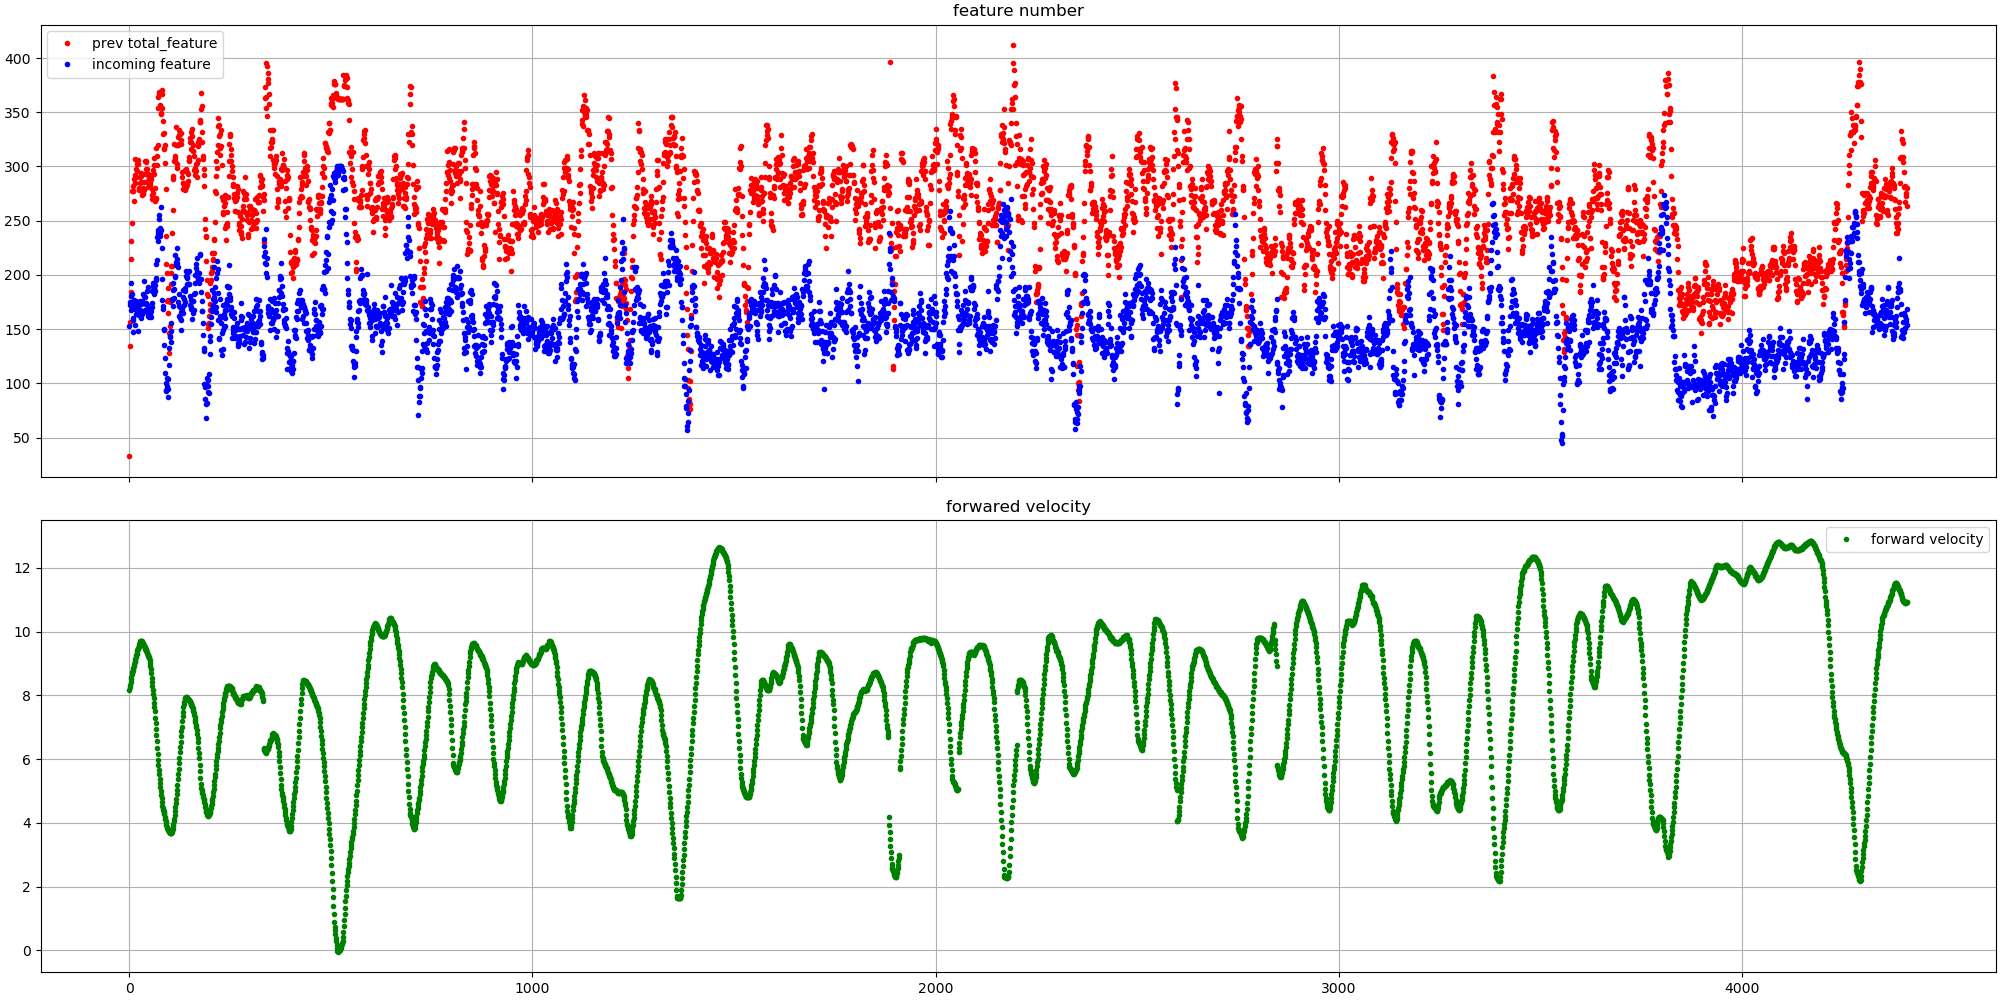 feature number
prev total_feature
incoming feature
400
350
300
250
200
150
100
50
forwared velocity
forward velocity
12
10
8
6
4
2
0
0 1000 2000 3000 4000